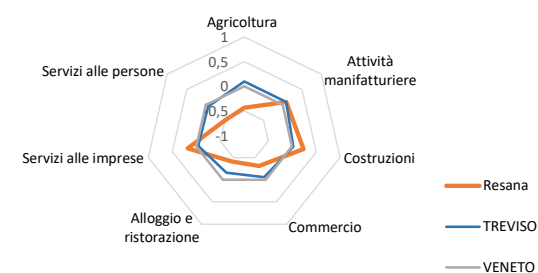 Agricoltura
1
0,5
0
-0,5
-1
Attività
manifatturiere
Costruzioni
Commercio
Alloggio e
ristorazione
Servizi alle imprese
Servizi alle persone
Resana
TREVISO
VENETO